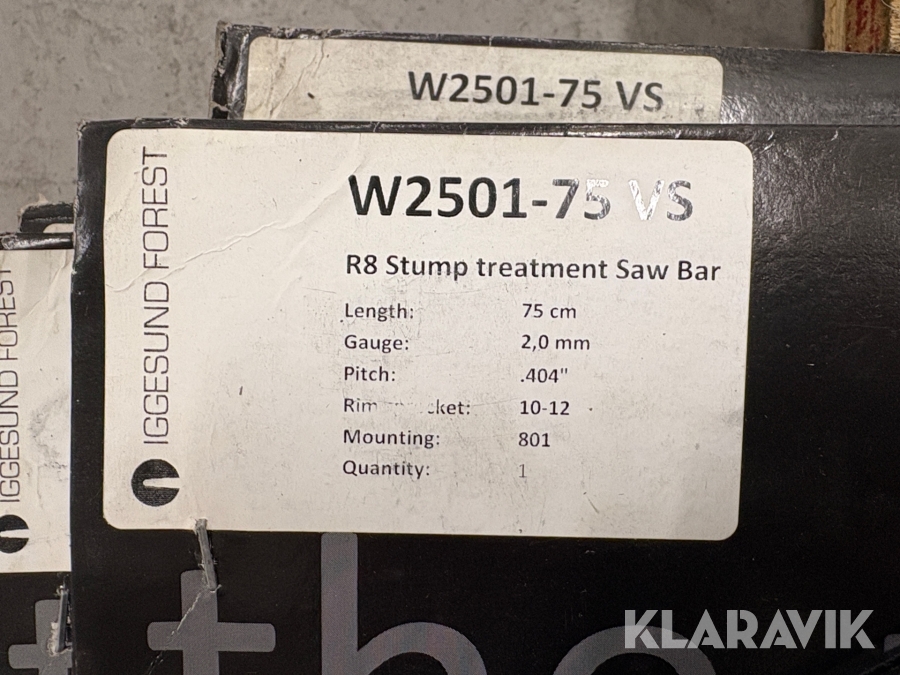 W2501-75 VS
IGGESUND FOREST
W2501-75 VS
R8 Stump treatment Saw Bar
Length: 75 cm
Gauge: 2,0 mm
Pitch: .404"
10-12
Mounting: 801
Quantity: 1
IGGESUND FOREST
KLARAVIK